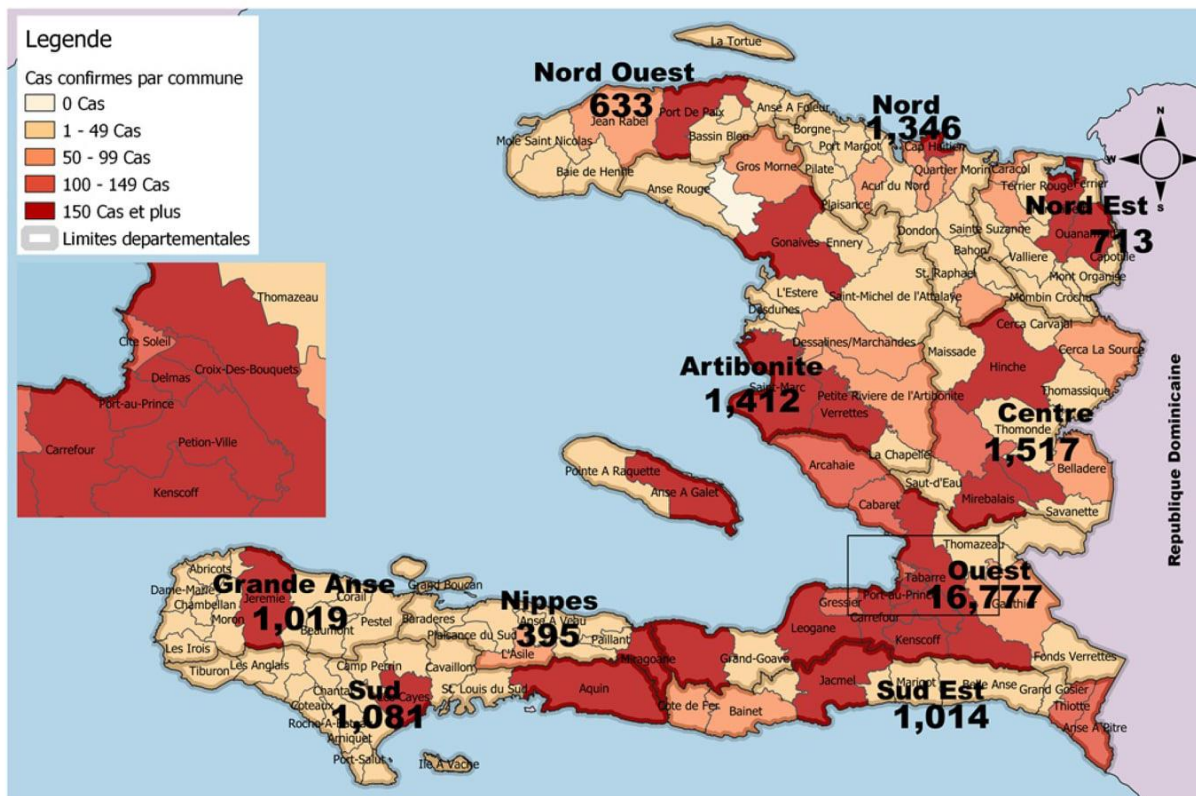 Legende
Cas confirmes par commune
0 Cas
1 - 49 Cas
50 - 99 Cas
100 - 149 Cas
150 Cas et plus
Limites departementales
Thomazeau
Cite Soleil
Croix-Des-Bouquets
Delmas
Port-au-Prince
Petion-Ville
Carrefour
Kenscoff
La Tortue
Nord Ouest
633
Port De Paix
Jean Rabel
Anse A Foleur
Nord
1,346
Mole Saint Nicolas
Bassin Bleu
Borgne
Port Margot
Cap Haitien
N
W
E
S
Baie de Henne
Gros Morne
Pilate
Quartier Morin
Caracol
Acul du Nord
Terrier Rouge
Ferrier
Anse Rouge
Plaisance
Nord Est
713
Gonaives
Ennery
Dondon
Sainte Suzanne
Bahon
Valliere
Capotille
Mont Organise
St. Raphael
L'Estere
Saint-Michel de l'Attalaye
Mombin Crochu
Desdunes
Cerca Carvajal
Dessalines/Marchandes
Maissade
Cerca La Source
Hinche
Artibonite
1,412
Saint-Marc
Petite Riviere de l'Artibonite
Verrettes
Thomassique
Centre
1,517
Thomonde
La Chapelle
Belladere
Arcahaie
Saut-d'Eau
Mirebalais
Pointe A Raquette
Anse A Galet
Cabaret
Savanette
Republique Dominicaine
Thomazeau
Ouest
16,777
Tabarre
Port-au-Prince
Gressier
Carrefour
Leogane
Kenscoff
Fonds Verrettes
Abricots
Dame-Marie
Grande Anse
1,019
Jeremie
Corail
Grand Boucan
Chambellan
Moron
Pestel
Baraderes
Beaumont
Nippes
395
Anse A Veau
Plaisance du Sud
Paillant
L'Asile
Miragoane
Les Irois
Tiburon
Les Anglais
Camp Perrin
Cavaillon
Grand-Goave
Sud
1,081
St. Louis du Sud
Aquin
Jacmel
Sud Est
1,014
Belle Anse
Grand Gosier
Thiotte
Anse A Pitre
Coteaux
Cote de Fer
Bainet
Port-Salut
Ile A Vache